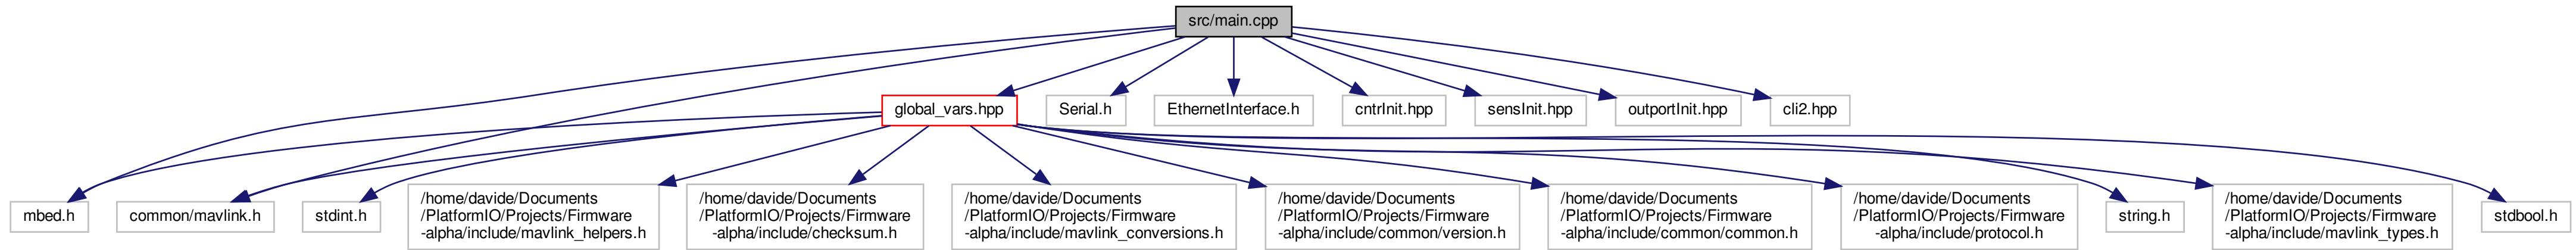 src/main.cpp
global_vars.hpp
Serial.h
EthernetInterface.h
cntrInit.hpp
sensInit.hpp
outportInit.hpp
cli2.hpp
mbed.h
common/mavlink.h
stdint.h
/home/davide/Documents
/PlatformIO/Projects/Firmware
-alpha/include/mavlink_helpers.h
/home/davide/Documents
/PlatformIO/Projects/Firmware
-alpha/include/checksum.h
/home/davide/Documents
/PlatformIO/Projects/Firmware
-alpha/include/mavlink_conversions.h
/home/davide/Documents
/PlatformIO/Projects/Firmware
-alpha/include/common/version.h
/home/davide/Documents
/PlatformIO/Projects/Firmware
-alpha/include/common/common.h
/home/davide/Documents
/PlatformIO/Projects/Firmware
-alpha/include/protocol.h
string.h
/home/davide/Documents
/PlatformIO/Projects/Firmware
-alpha/include/mavlink_types.h
stdbool.h